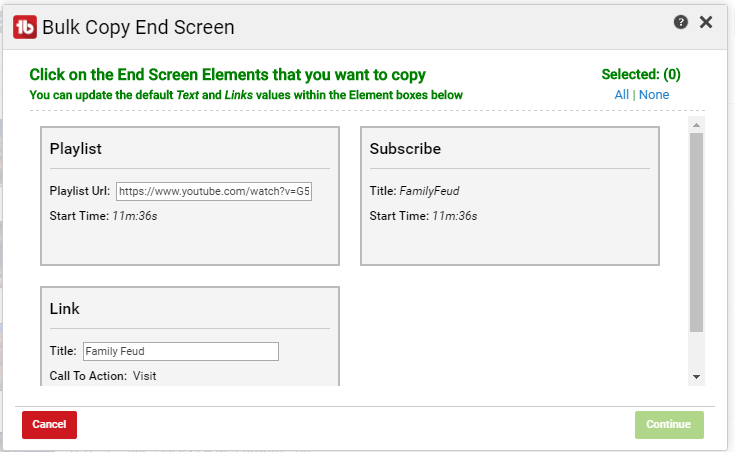 tb Bulk Copy End Screen ?
Click on the End Screen Elements that you want to copy
Selected: (0)
You can update the default Text and Links values within the Element boxes below
All | None
Playlist
Playlist Url: https://www.youtube.com/watch?v=G5
Start Time: 11m:36s
Subscribe
Title: FamilyFeud
Start Time: 11m:36s
Link
Title: Family Feud
Call To Action: Visit
Cancel
Continue